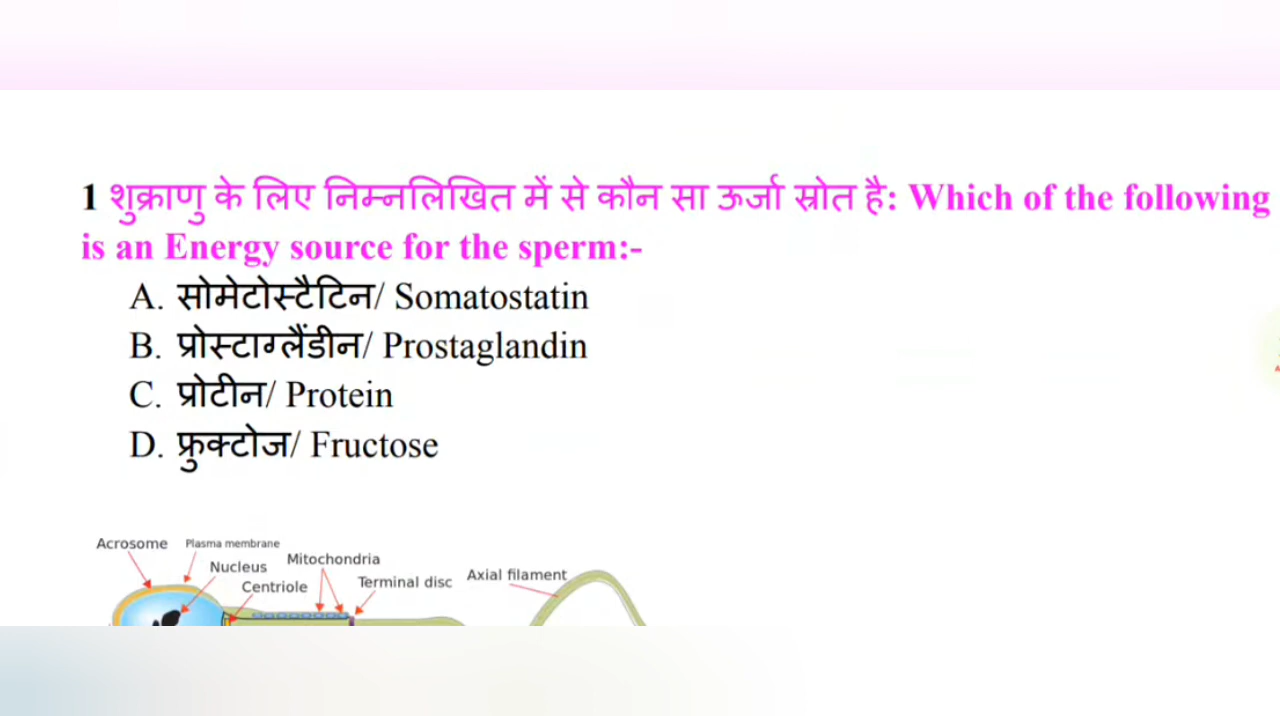 1 शुक्राणु के लिए निम्नलिखित में से कौन सा ऊर्जा स्रोत है: Which of the following
is an Energy source for the sperm:-
A. सोमेटोस्टैटिन/ Somatostatin
B. प्रोस्टाग्लैंडीन/ Prostaglandin
C. प्रोटीन/ Protein
D. फ्रुक्टोज/ Fructose
Acrosome Plasma membrane
Nucleus Mitochondria
Centriole Terminal disc Axial filament